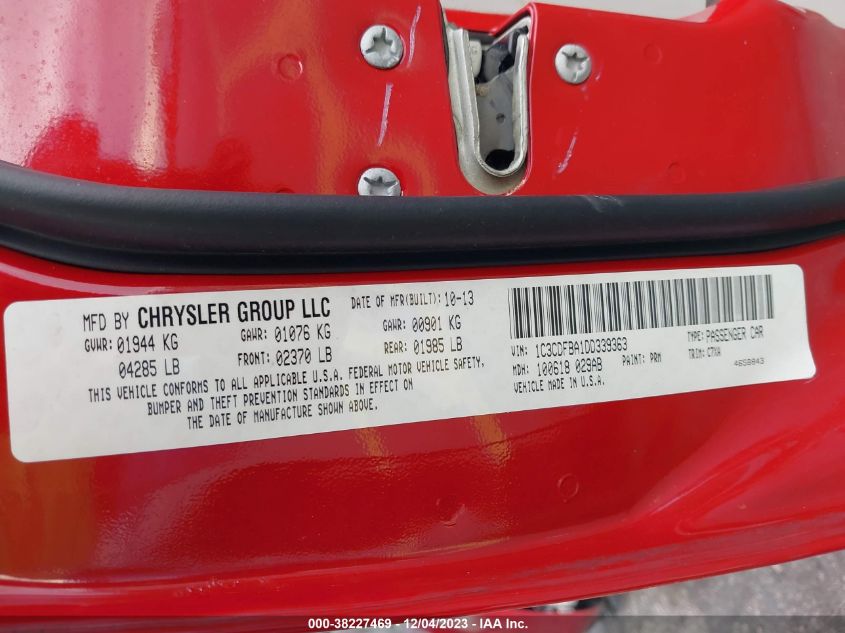 MFD BY CHRYSLER GROUP LLC DATE OF MFR(BUILT): 10-13
GVWR: 01944 KG GAWR: 01076 KG GAWR: 00901 KG
04285 LB FRONT: 02370 LB REAR: 01985 LB
THIS VEHICLE CONFORMS TO ALL APPLICABLE U.S.A. FEDERAL MOTOR VEHICLE SAFETY,
BUMPER AND THEFT PREVENTION STANDARDS IN EFFECT ON
THE DATE OF MANUFACTURE SHOWN ABOVE.
VIN: 1C3CDFBA1DD339363 TYPE: PASSENGER CAR
MDH: 100618 029AB PAINT: PRM TRIM: C7XA
VEHICLE MADE IN U.S.A. 4658843
000-38227469 - 12/04/2023 - IAA Inc.